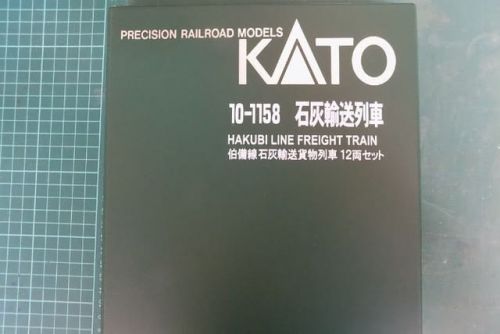 PRECISION RAILROAD MODELS
KATO
10-1158 石灰輸送列車
HAKUBI LINE FREIGHT TRAIN
伯備線石灰輸送貨物列車 12両セット